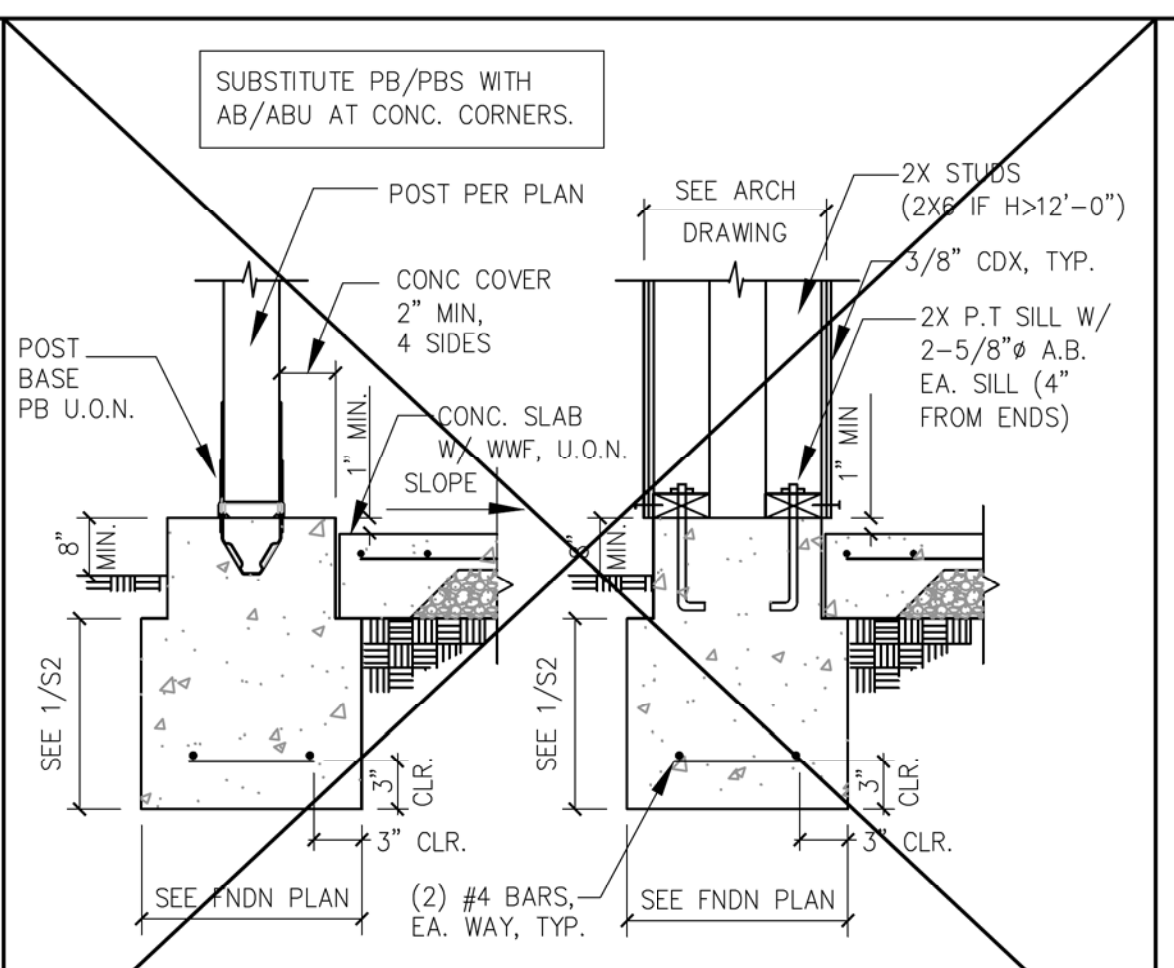 SUBSTITUTE PB/PBS WITH
AB/ABU AT CONC. CORNERS.
POST PER PLAN
CONC COVER
2" MIN,
4 SIDES
POST
BASE
PB U.O.N.
1" MIN.
CONC. SLAB
W/ WWF, U.O.N.
SLOPE
8"
MIN.
SEE 1/S2
3"
CLR.
3" CLR.
SEE FNDN PLAN
SEE ARCH
DRAWING
2X STUDS
(2X6 IF H>12'-0")
3/8" CDX, TYP.
2X P.T SILL W/
2-5/8"ø A.B.
EA. SILL (4"
FROM ENDS)
1" MIN
MIN.
SEE 1/S2
3"
CLR.
3" CLR.
(2) #4 BARS,
EA. WAY, TYP.
SEE FNDN PLAN